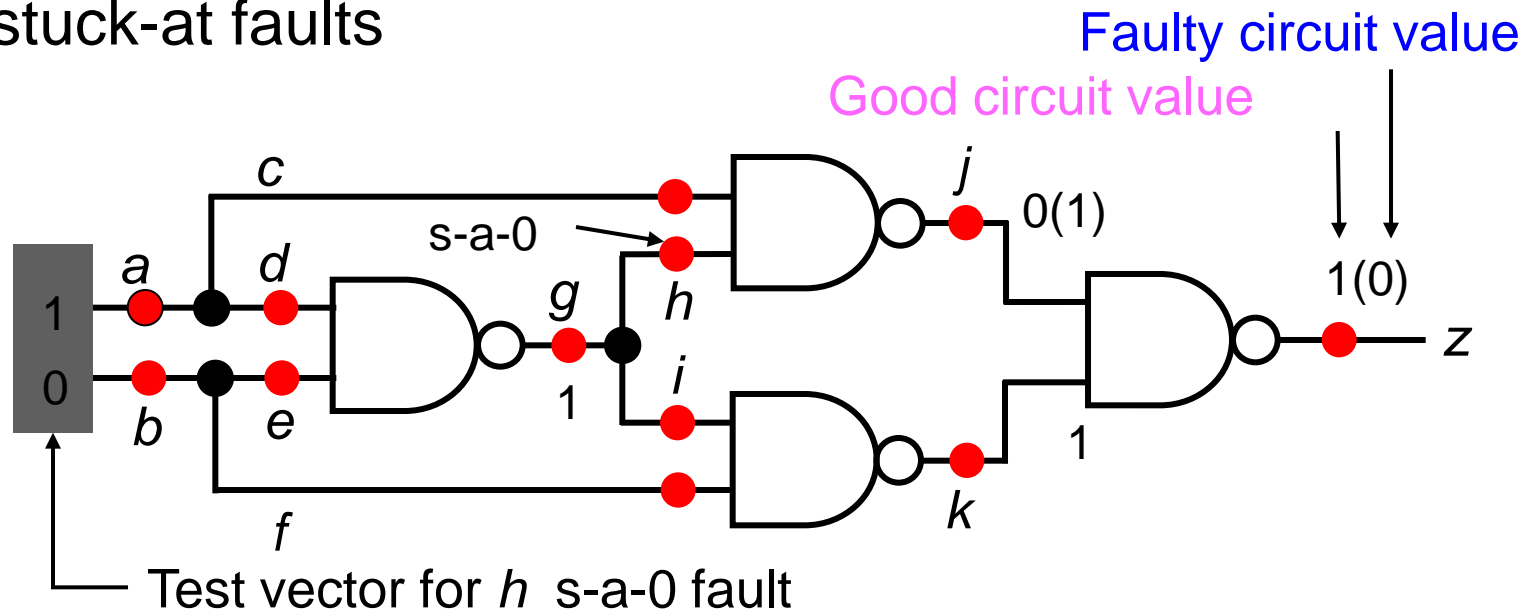 stuck-at faults
Faulty circuit value
Good circuit value
c
j
s-a-0
0(1)
a
d
g
h
1(0)
1
z
0
i
1
b
e
1
k
f
Test vector for h s-a-0 fault